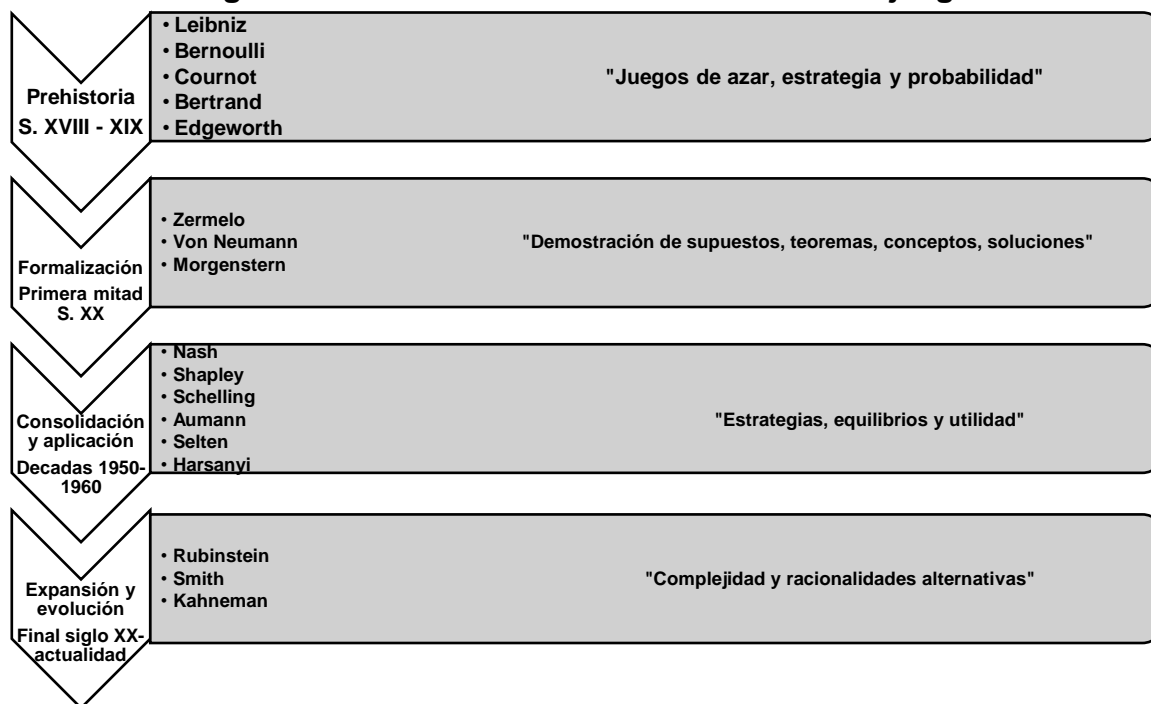 Prehistoria
S. XVIII - XIX
• Leibniz
• Bernoulli
• Cournot
• Bertrand
• Edgeworth
"Juegos de azar, estrategia y probabilidad"
Formalización
Primera mitad
S. XX
• Zermelo
• Von Neumann
• Morgenstern
"Demostración de supuestos, teoremas, conceptos, soluciones"
Consolidación
y aplicación
Decadas 1950-
1960
• Nash
• Shapley
• Schelling
• Aumann
• Selten
• Harsanyi
"Estrategias, equilibrios y utilidad"
Expansión y
evolución
Final siglo XX-
actualidad
• Rubinstein
• Smith
• Kahneman
"Complejidad y racionalidades alternativas"